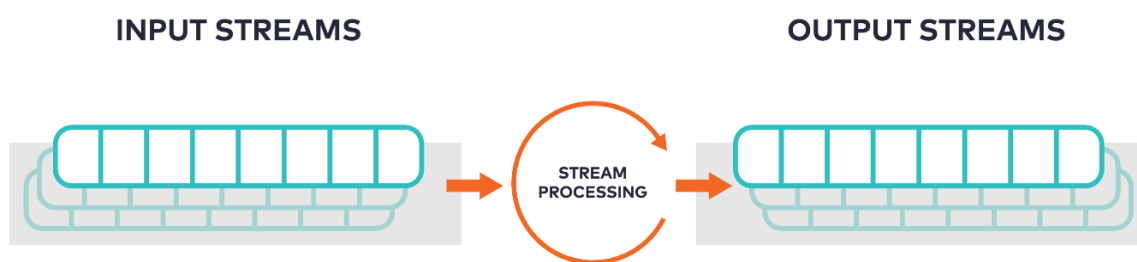 INPUT STREAMS
OUTPUT STREAMS
STREAM
PROCESSING